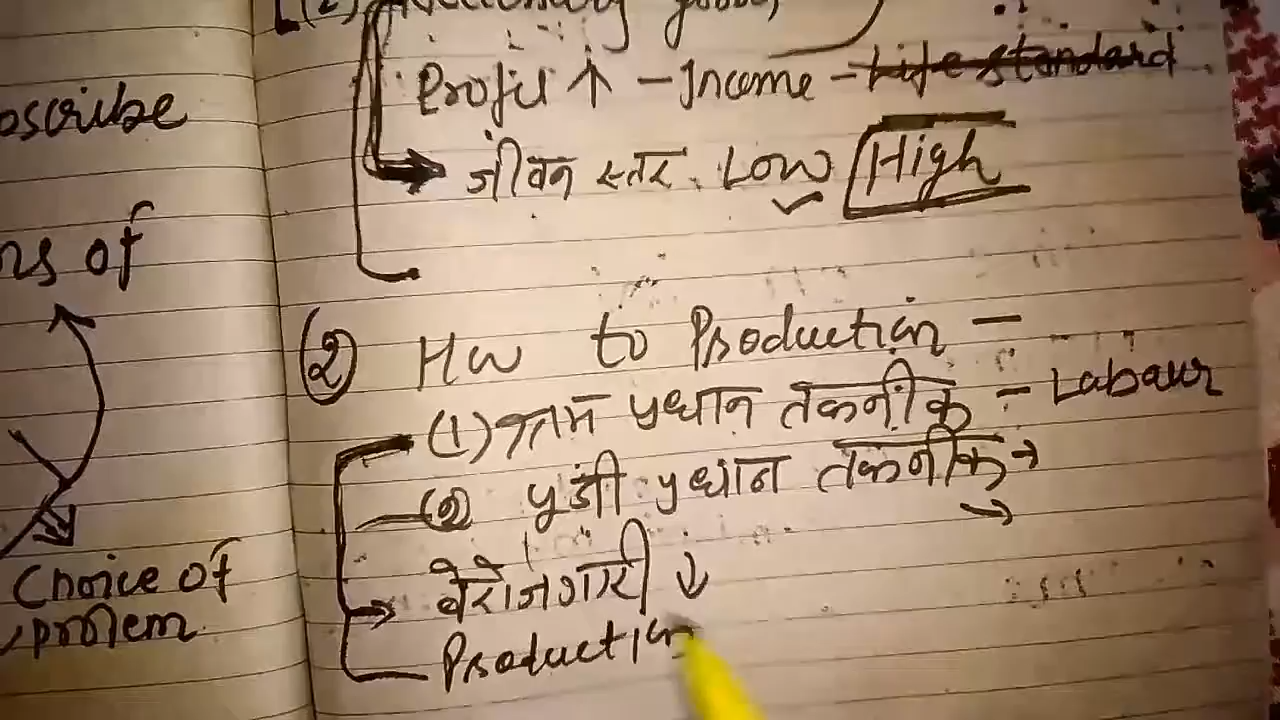 oscribe
ns of
Choice of
problem
(2)
Profit ↑ - Income - Life standard
→ जीवन स्तर. Low High
(2) How to Production -
(1) श्रम प्रधान तकनीक - Labour
(2) पूंजी प्रधान तकनीक →
→
बेरोजगारी ↓
Production